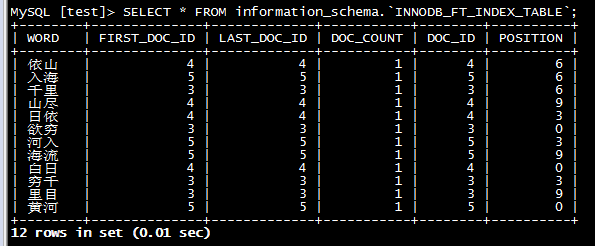 MySQL [test]> SELECT * FROM information_schema.`INNODB_FT_INDEX_TABLE`;
+--------+--------------+-------------+-----------+--------+----------+
| WORD | FIRST_DOC_ID | LAST_DOC_ID | DOC_COUNT | DOC_ID | POSITION |
+--------+--------------+-------------+-----------+--------+----------+
| 依山 | 4 | 4 | 1 | 4 | 6 |
| 入海 | 5 | 5 | 1 | 5 | 6 |
| 千里 | 3 | 3 | 1 | 3 | 6 |
| 山尽 | 4 | 4 | 1 | 4 | 9 |
| 日依 | 4 | 4 | 1 | 4 | 3 |
| 欲穷 | 3 | 3 | 1 | 3 | 0 |
| 河入 | 5 | 5 | 1 | 5 | 3 |
| 海流 | 5 | 5 | 1 | 5 | 9 |
| 白日 | 4 | 4 | 1 | 4 | 0 |
| 穷千 | 3 | 3 | 1 | 3 | 3 |
| 里目 | 3 | 3 | 1 | 3 | 9 |
| 黄河 | 5 | 5 | 1 | 5 | 0 |
+--------+--------------+-------------+-----------+--------+----------+
12 rows in set (0.01 sec)